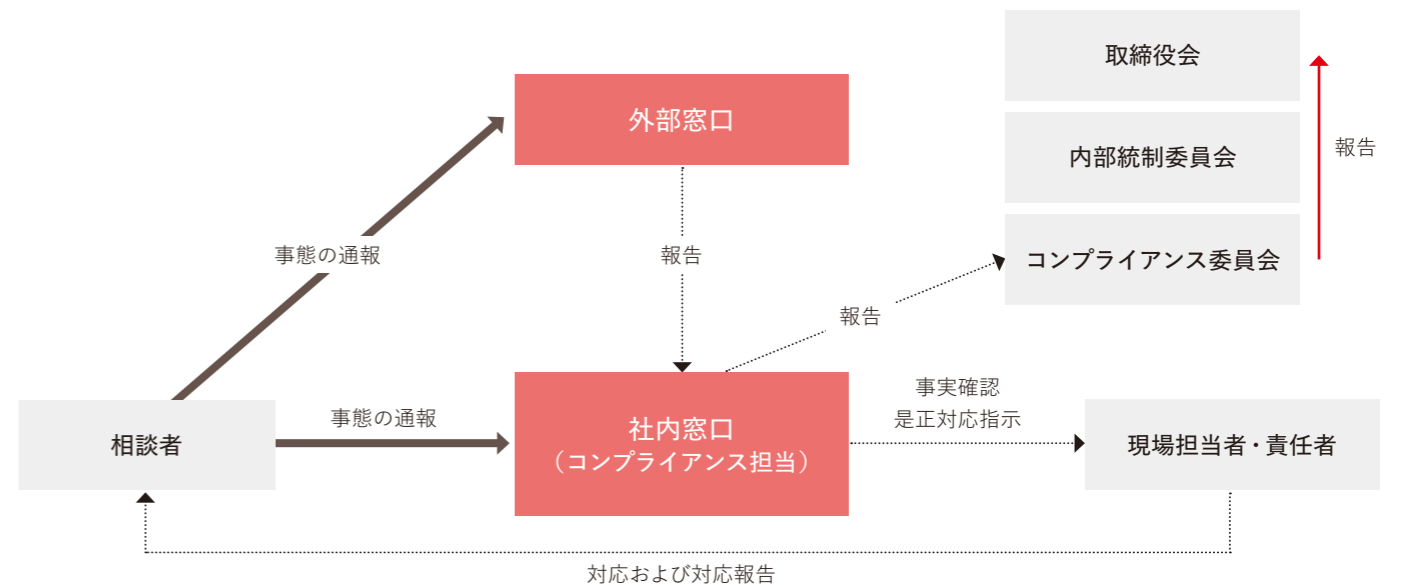 取締役会
外部窓口
内部統制委員会
報告
事態の通報
報告
コンプライアンス委員会
報告
事実確認
是正対応指示
相談者
事態の通報
社内窓口
（コンプライアンス担当）
現場担当者・責任者
対応および対応報告